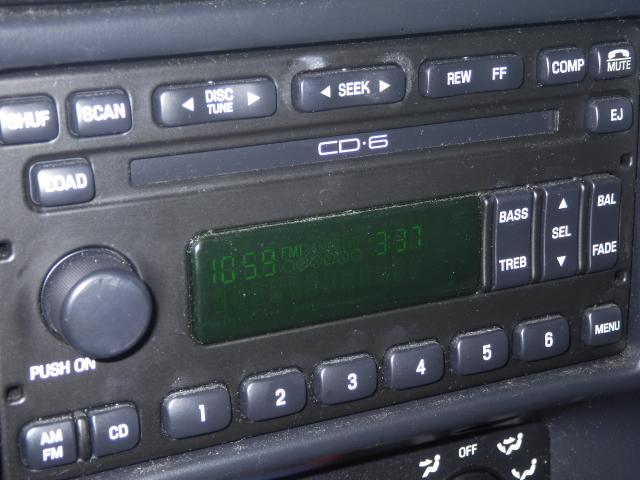 SHUF
SCAN
DISC
TUNE
SEEK
REW FF
COMP
MUTE
LOAD
CD·6
EJ
105.9 FM1 3:37
BASS
TREB
SEL
BAL
FADE
PUSH ON
1
2
3
4
5
6
MENU
AM
FM
CD
OFF